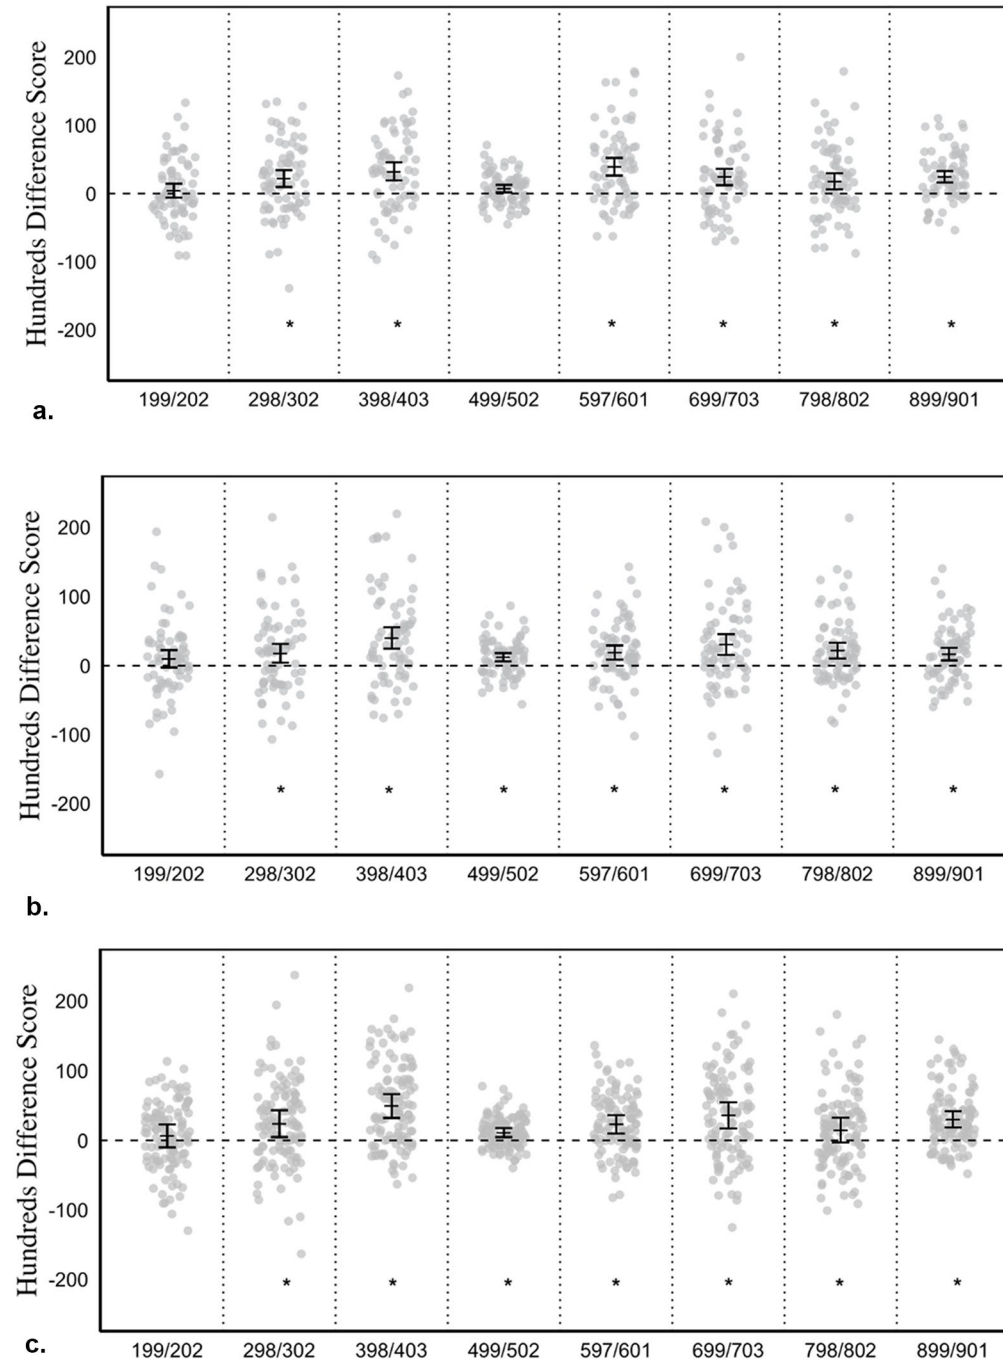 Hundreds Difference Score
200
100
0
-100
-200
* * * * * *
199/202 298/302 398/403 499/502 597/601 699/703 798/802 899/901
a.
Hundreds Difference Score
200
100
0
-100
-200
* * * * * * *
199/202 298/302 398/403 499/502 597/601 699/703 798/802 899/901
b.
Hundreds Difference Score
200
100
0
-100
-200
* * * * * * *
199/202 298/302 398/403 499/502 597/601 699/703 798/802 899/901
c.